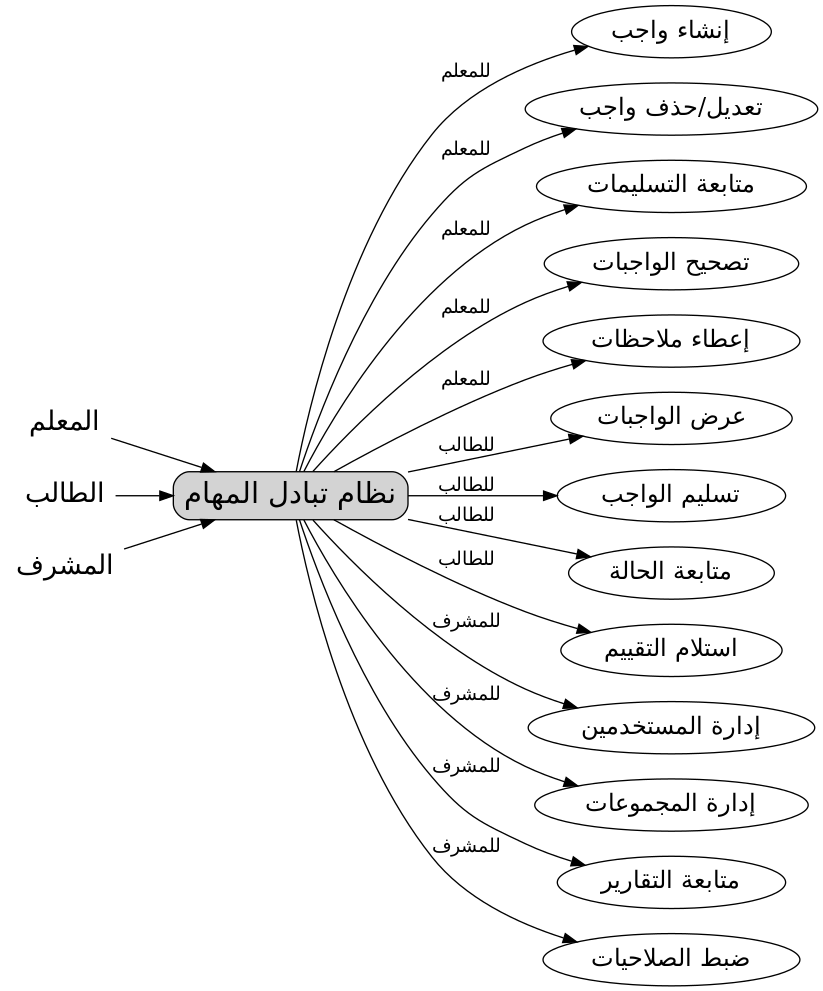 إنشاء واجب
للمعلم
تعديل/حذف واجب
للمعلم
متابعة التسليمات
للمعلم
تصحيح الواجبات
للمعلم
إعطاء ملاحظات
للمعلم
عرض الواجبات
للطالب
المعلم
الطالب
المشرف
نظام تبادل المهام
للطالب
تسليم الواجب
للطالب
متابعة الحالة
للطالب
استلام التقييم
للمشرف
إدارة المستخدمين
للمشرف
إدارة المجموعات
للمشرف
متابعة التقارير
للمشرف
ضبط الصلاحيات